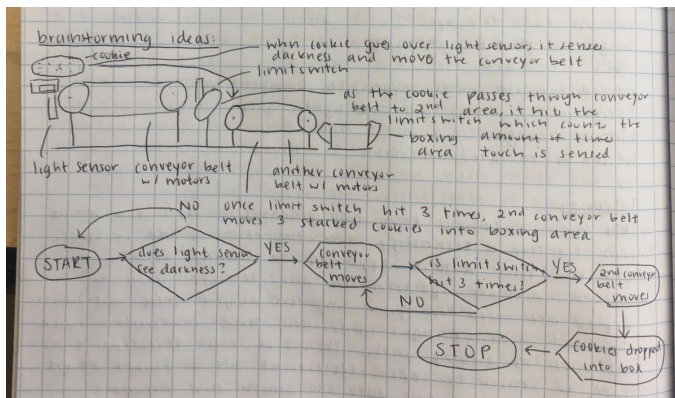 brainstorming ideas:
cookie
when cookie goes over light sensor, it senses
darkness and move the conveyor belt
limit switch
as the cookie passes through conveyor
belt to 2nd area, it hit the
limit switch which count the
amount of time
touch is sensed
boxing
area
light sensor
conveyor belt
w/ motors
another conveyor
belt w/ motors
once limit switch hit 3 times, 2nd conveyor belt
moves 3 stacked cookies into boxing area
NO
START
does light sensor
see darkness?
YES
conveyor
belt
moves
is limit switch
hit 3 times?
YES
NO
2nd conveyor
belt
moves
cookies dropped
into box
STOP